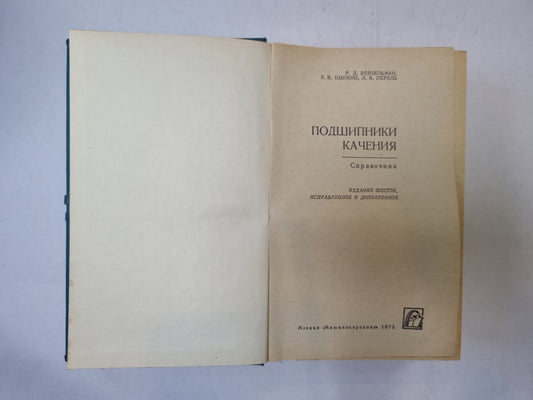 Р. Д. БЕЙЗЕЛЬМАН,
Б. В. ЦЫПКИН, Л. Я. ПЕРЕЛЬ
ПОДШИПНИКИ
КАЧЕНИЯ
Справочник
ИЗДАНИЕ ШЕСТОЕ,
ИСПРАВЛЕННОЕ И ДОПОЛНЕННОЕ
Москва «Машиностроение» 1975